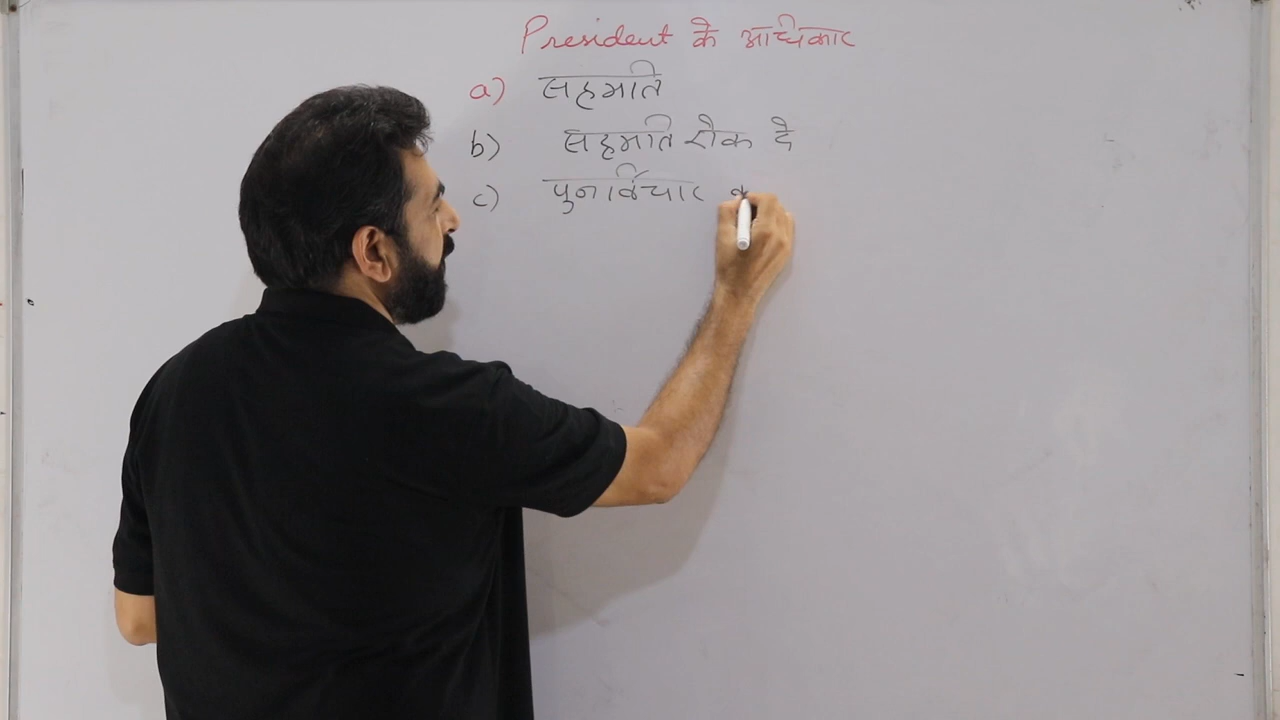 President के अधिकार
a) सहमति
b) सहमति रोक दे
c) पुनर्विचार